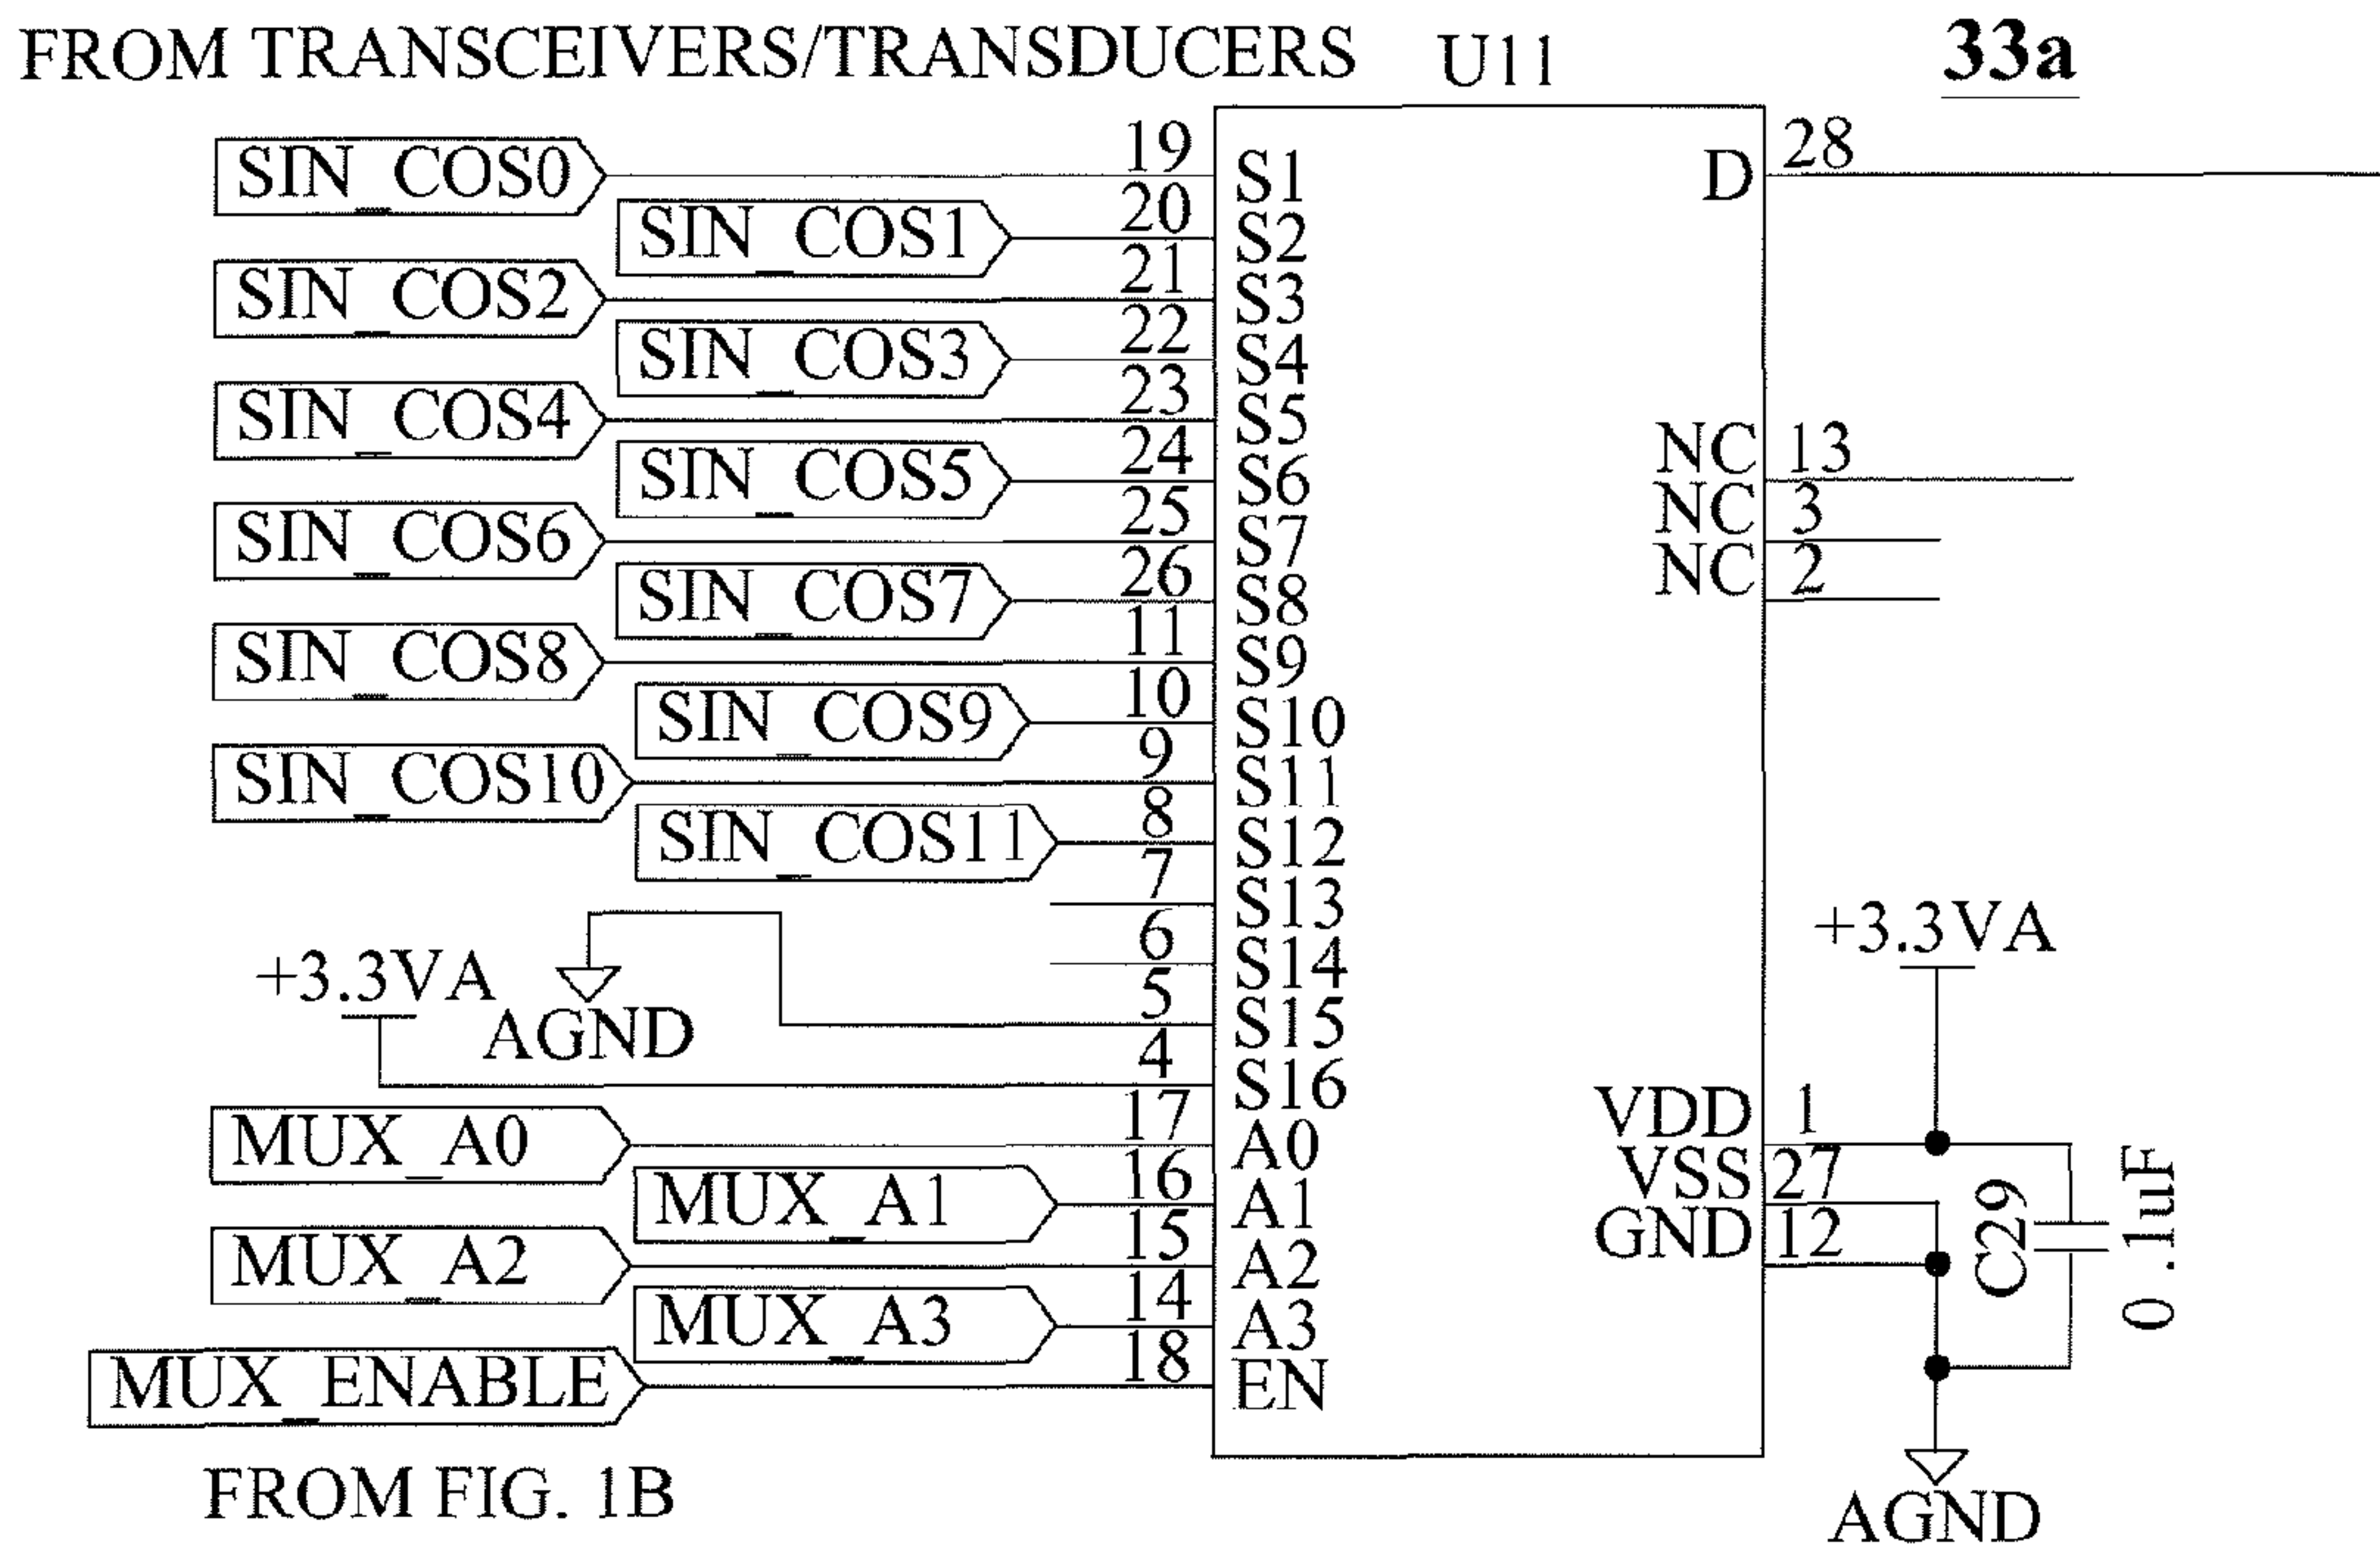 FROM TRANSCEIVERS/TRANSDUCERS U11 33a
SIN_COS0 19 S1 D 28
SIN_COS1 20 S2
SIN_COS2 21 S3
SIN_COS3 22 S4
SIN_COS4 23 S5 NC 13
SIN_COS5 24 S6 NC 3
SIN_COS6 25 S7 NC 2
SIN_COS7 26 S8
SIN_COS8 11 S9
SIN_COS9 10 S10
SIN_COS10 9 S11
SIN_COS11 8 S12
7 S13
6 S14
+3.3VA
AGND 5 S15
+3.3VA 4 S16
MUX_A0 17 A0 VDD 1
MUX_A1 16 A1 VSS 27
MUX_A2 15 A2 GND 12
C29 0.1uF
MUX_A3 14 A3
MUX_ENABLE 18 EN
FROM FIG. 1B
AGND